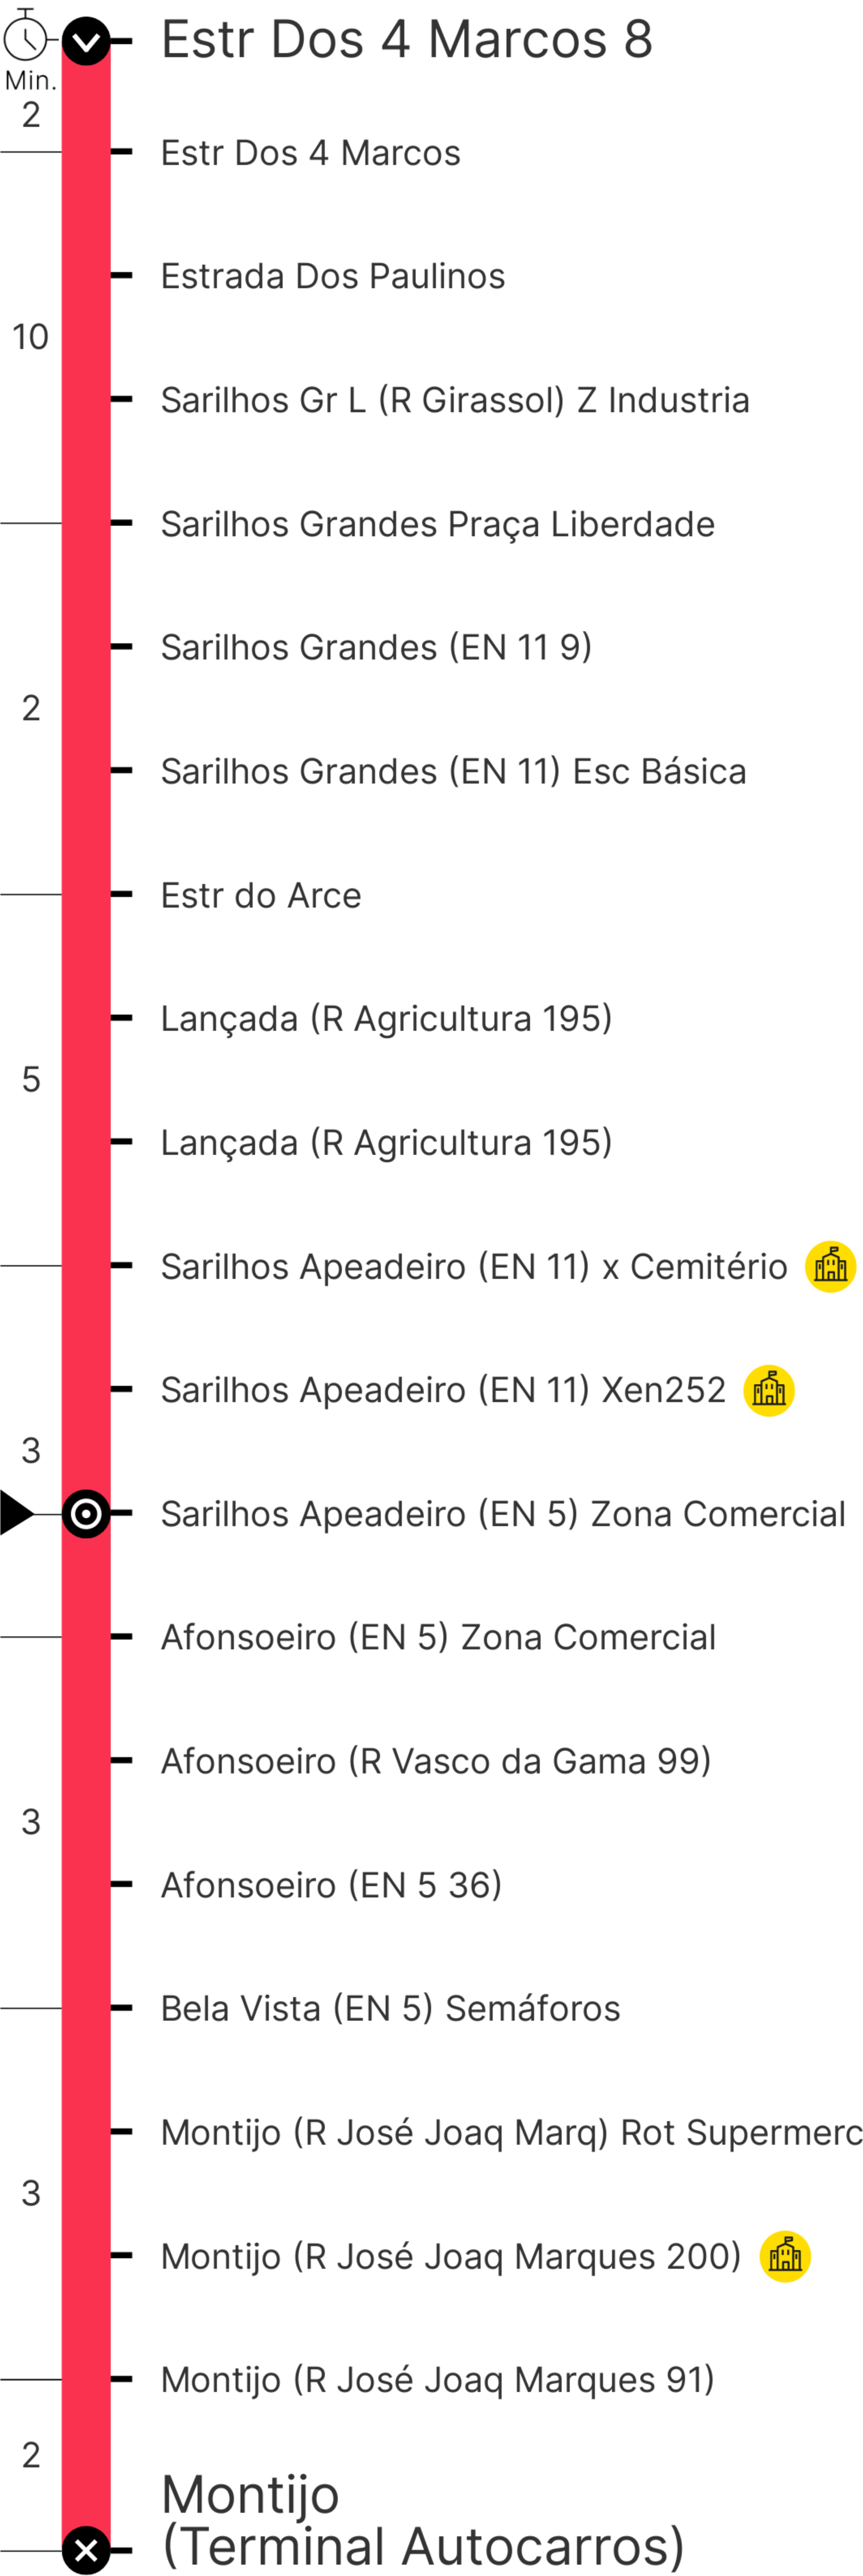 Estr Dos 4 Marcos 8
Min.
2
Estr Dos 4 Marcos
Estrada Dos Paulinos
10
Sarilhos Gr L (R Girassol) Z Industria
Sarilhos Grandes Praça Liberdade
Sarilhos Grandes (EN 11 9)
2
Sarilhos Grandes (EN 11) Esc Básica
Estr do Arce
Lançada (R Agricultura 195)
5
Lançada (R Agricultura 195)
Sarilhos Apeadeiro (EN 11) x Cemitério
Sarilhos Apeadeiro (EN 11) Xen252
3
Sarilhos Apeadeiro (EN 5) Zona Comercial
Afonsoeiro (EN 5) Zona Comercial
Afonsoeiro (R Vasco da Gama 99)
3
Afonsoeiro (EN 5 36)
Bela Vista (EN 5) Semáforos
Montijo (R José Joaq Marq) Rot Supermerc
3
Montijo (R José Joaq Marques 200)
Montijo (R José Joaq Marques 91)
2
Montijo
(Terminal Autocarros)